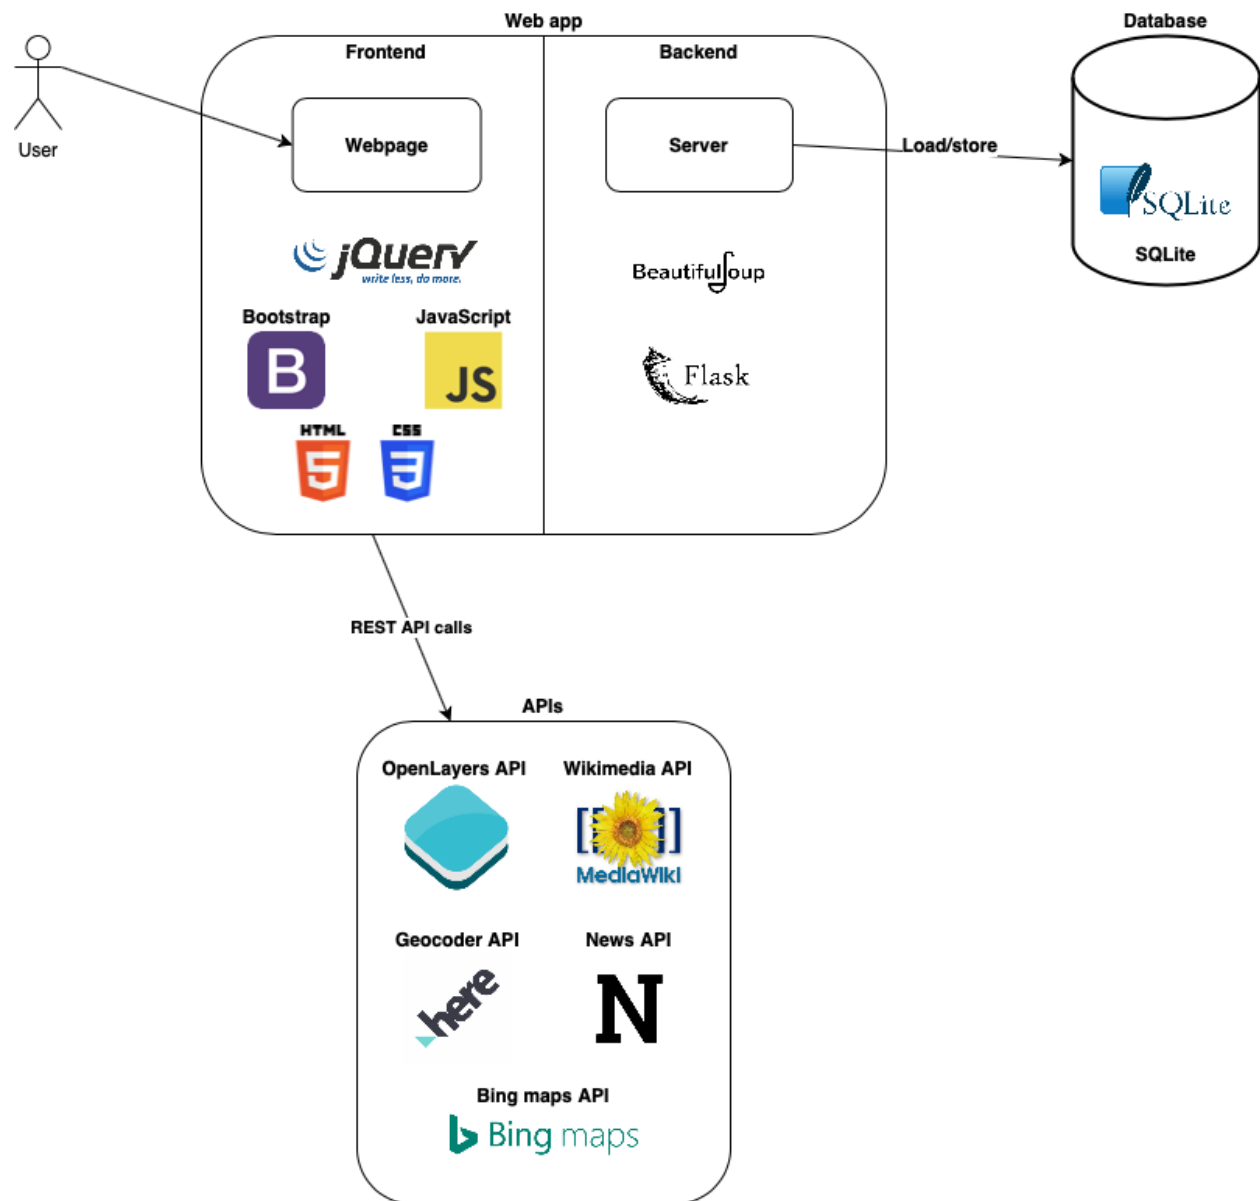 Web app
Database
Frontend
Backend
User
Webpage
Server
Load/store
SQLite
SQLite
jQuery
write less, do more.
BeautifulSoup
Bootstrap
JavaScript
B
JS
Flask
HTML
CSS
5
3
REST API calls
APIs
OpenLayers API
Wikimedia API
[[ ]]
MediaWiki
Geocoder API
News API
here
N
Bing maps API
b Bing maps